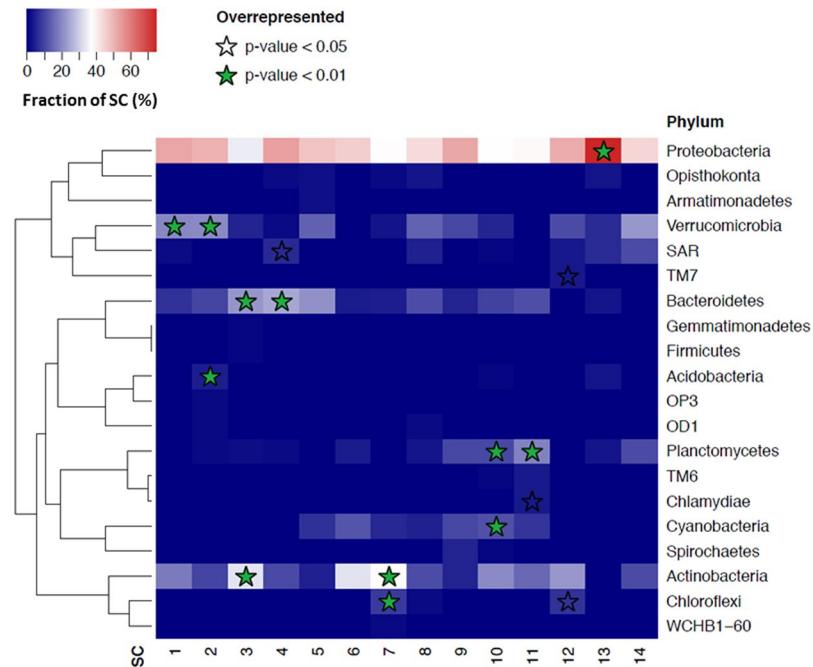 Overrepresented
p-value < 0.05
p-value < 0.01
0 20 40 60
Fraction of SC (%)
Phylum
Proteobacteria
Opisthokonta
Armatimonadetes
Verrucomicrobia
SAR
TM7
Bacteroidetes
Gemmatimonadetes
Firmicutes
Acidobacteria
OP3
OD1
Planctomycetes
TM6
Chlamydiae
Cyanobacteria
Spirochaetes
Actinobacteria
Chloroflexi
WCHB1–60
SC 1 2 3 4 5 6 7 8 9 10 11 12 13 14